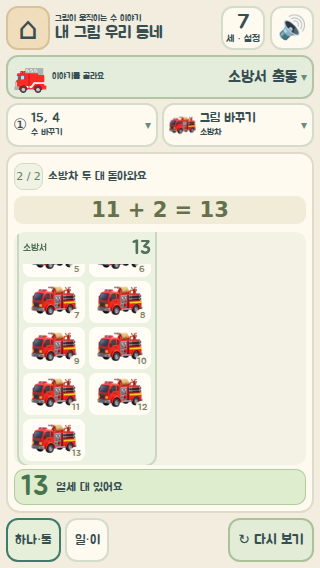 그림이 움직이는 수 이야기
내 그림 우리 동네
7
세 · 설정
이야기를 골라요
소방서 출동 ▾
① 15, 4
수 바꾸기
▾
그림 바꾸기
소방차
▾
2 / 2
소방차 두 대 돌아왔어요
11 + 2 = 13
소방서
13
5
6
7
8
9
10
11
12
13
13 열세 대 있어요
하나·둘
일·이
↻ 다시 보기